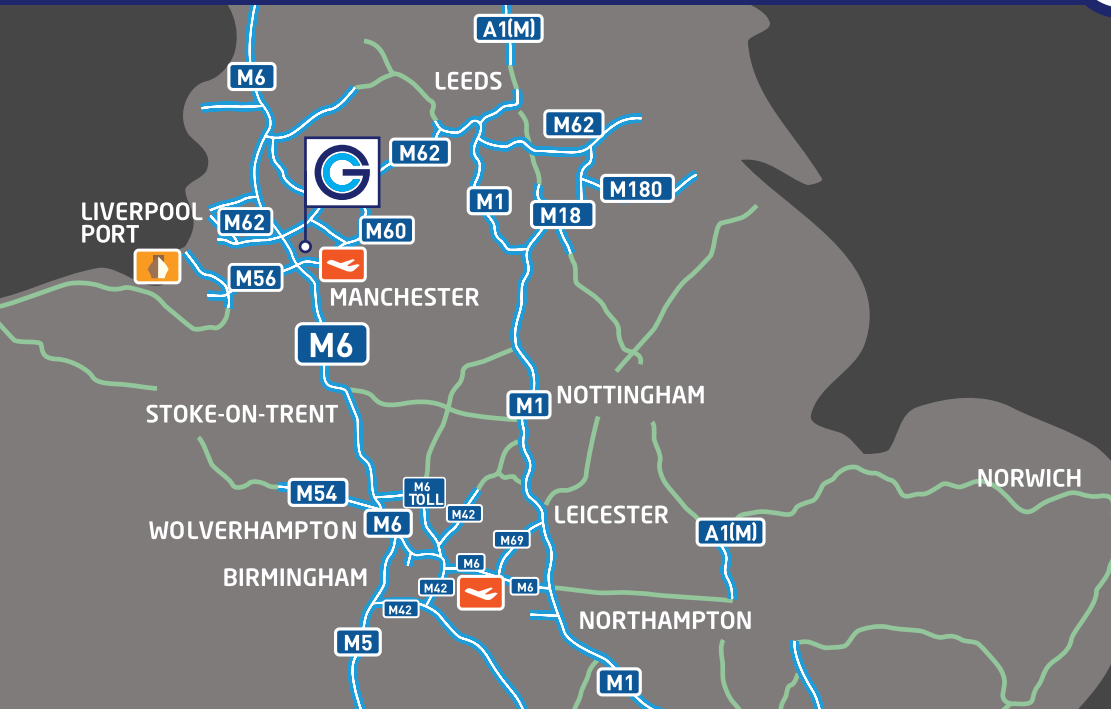 A1(M)
M6
LEEDS
M62
M62
M180
M1
LIVERPOOL
PORT
M62
M18
M60
M56
MANCHESTER
M6
NOTTINGHAM
M1
STOKE-ON-TRENT
NORWICH
M54
M6
TOLL
M42
LEICESTER
WOLVERHAMPTON
M6
A1(M)
M69
M6
BIRMINGHAM
M42
M6
M42
NORTHAMPTON
M5
M1